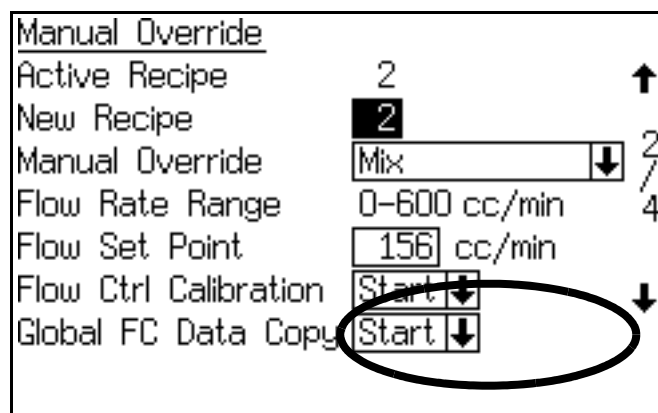 Manual Override
Active Recipe 2
New Recipe 2
Manual Override Mix
Flow Rate Range 0-600 cc/min
Flow Set Point 156 cc/min
Flow Ctrl Calibration Start
Global FC Data Copy Start
2/4